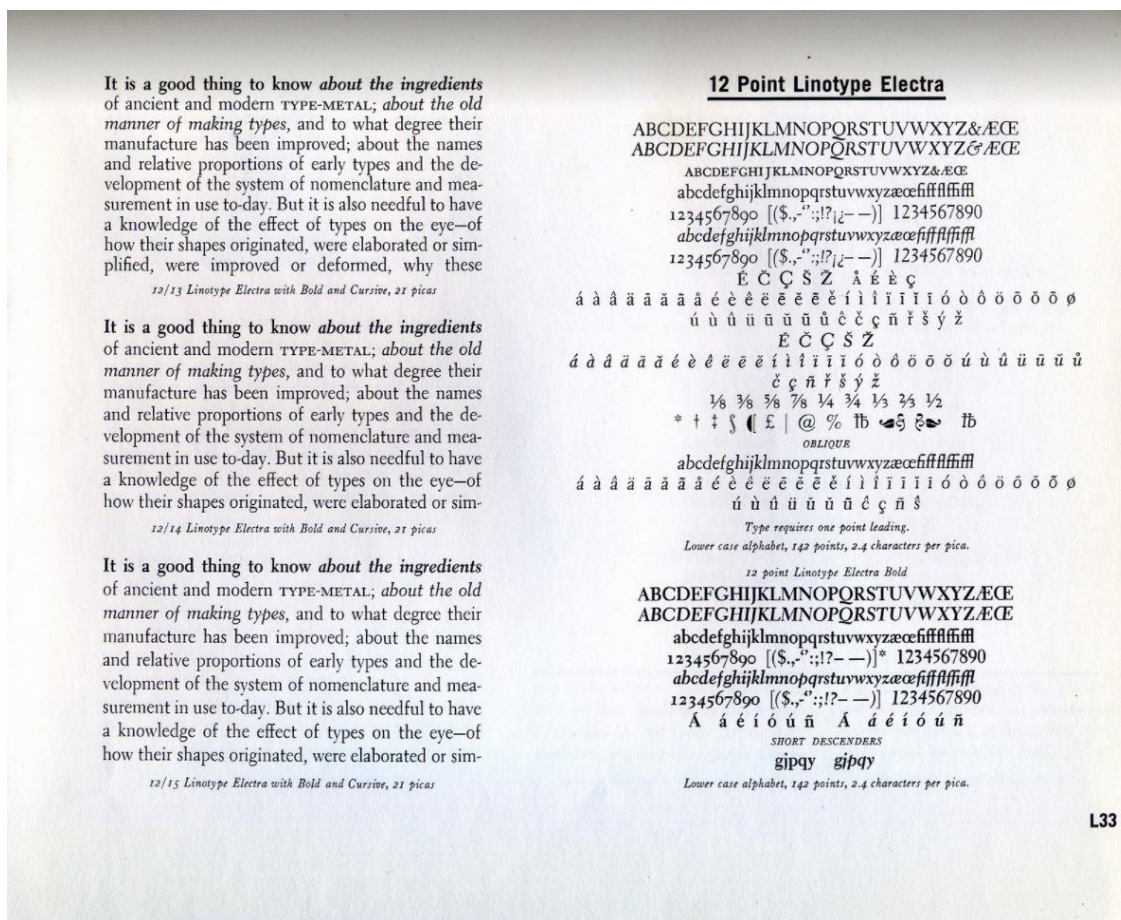 It is a good thing to know about the ingredients
of ancient and modern TYPE-METAL; about the old
manner of making types, and to what degree their
manufacture has been improved; about the names
and relative proportions of early types and the de-
velopment of the system of nomenclature and mea-
surement in use to-day. But it is also needful to have
a knowledge of the effect of types on the eye—of
how their shapes originated, were elaborated or sim-
plified, were improved or deformed, why these
12/13 Linotype Electra with Bold and Cursive, 21 picas
It is a good thing to know about the ingredients
of ancient and modern TYPE-METAL; about the old
manner of making types, and to what degree their
manufacture has been improved; about the names
and relative proportions of early types and the de-
velopment of the system of nomenclature and mea-
surement in use to-day. But it is also needful to have
a knowledge of the effect of types on the eye—of
how their shapes originated, were elaborated or sim-
12/14 Linotype Electra with Bold and Cursive, 21 picas
It is a good thing to know about the ingredients
of ancient and modern TYPE-METAL; about the old
manner of making types, and to what degree their
manufacture has been improved; about the names
and relative proportions of early types and the de-
velopment of the system of nomenclature and mea-
surement in use to-day. But it is also needful to have
a knowledge of the effect of types on the eye—of
how their shapes originated, were elaborated or sim-
12/15 Linotype Electra with Bold and Cursive, 21 picas
12 Point Linotype Electra
ABCDEFGHIJKLMNOPQRSTUVWXYZ&ÆŒ
ABCDEFGHIJKLMNOPQRSTUVWXYZ&ÆŒ
ABCDEFGHIJKLMNOPQRSTUVWXYZ&ÆŒ
abcdefghijklmnopqrstuvwxyzæœfiffflffiffl
1234567890 [($.,-‘’:;!?¡¿– —)] 1234567890
abcdefghijklmnopqrstuvwxyzæœfiffflffiffl
1234567890 [($.,-‘’:;!?¡¿– —)] 1234567890
É Č Ç Š Ž Å É È ç
É Č Ç Š Ž
č ç ñ ř š ý ž
⅛ ⅜ ⅝ ⅞ ¼ ¾ ⅓ ⅔ ½
OBLIQUE
abcdefghijklmnopqrstuvwxyzæœfiffflffiffl
ú ù û ü ū ŭ ũ ĉ ç ñ ŝ
Type requires one point leading.
Lower case alphabet, 142 points, 2.4 characters per pica.
12 point Linotype Electra Bold
ABCDEFGHIJKLMNOPQRSTUVWXYZÆŒ
ABCDEFGHIJKLMNOPQRSTUVWXYZÆŒ
abcdefghijklmnopqrstuvwxyzæœfiffflffiffl
1234567890 [($.,-‘’:;!?– —)]* 1234567890
abcdefghijklmnopqrstuvwxyzæœfiffflffiffl
1234567890 [($.,-‘’:;!?– —)] 1234567890
Á á é í ó ú ñ Á á é í ó ú ñ
SHORT DESCENDERS
gjpqy gjpqy
Lower case alphabet, 142 points, 2.4 characters per pica.
L33